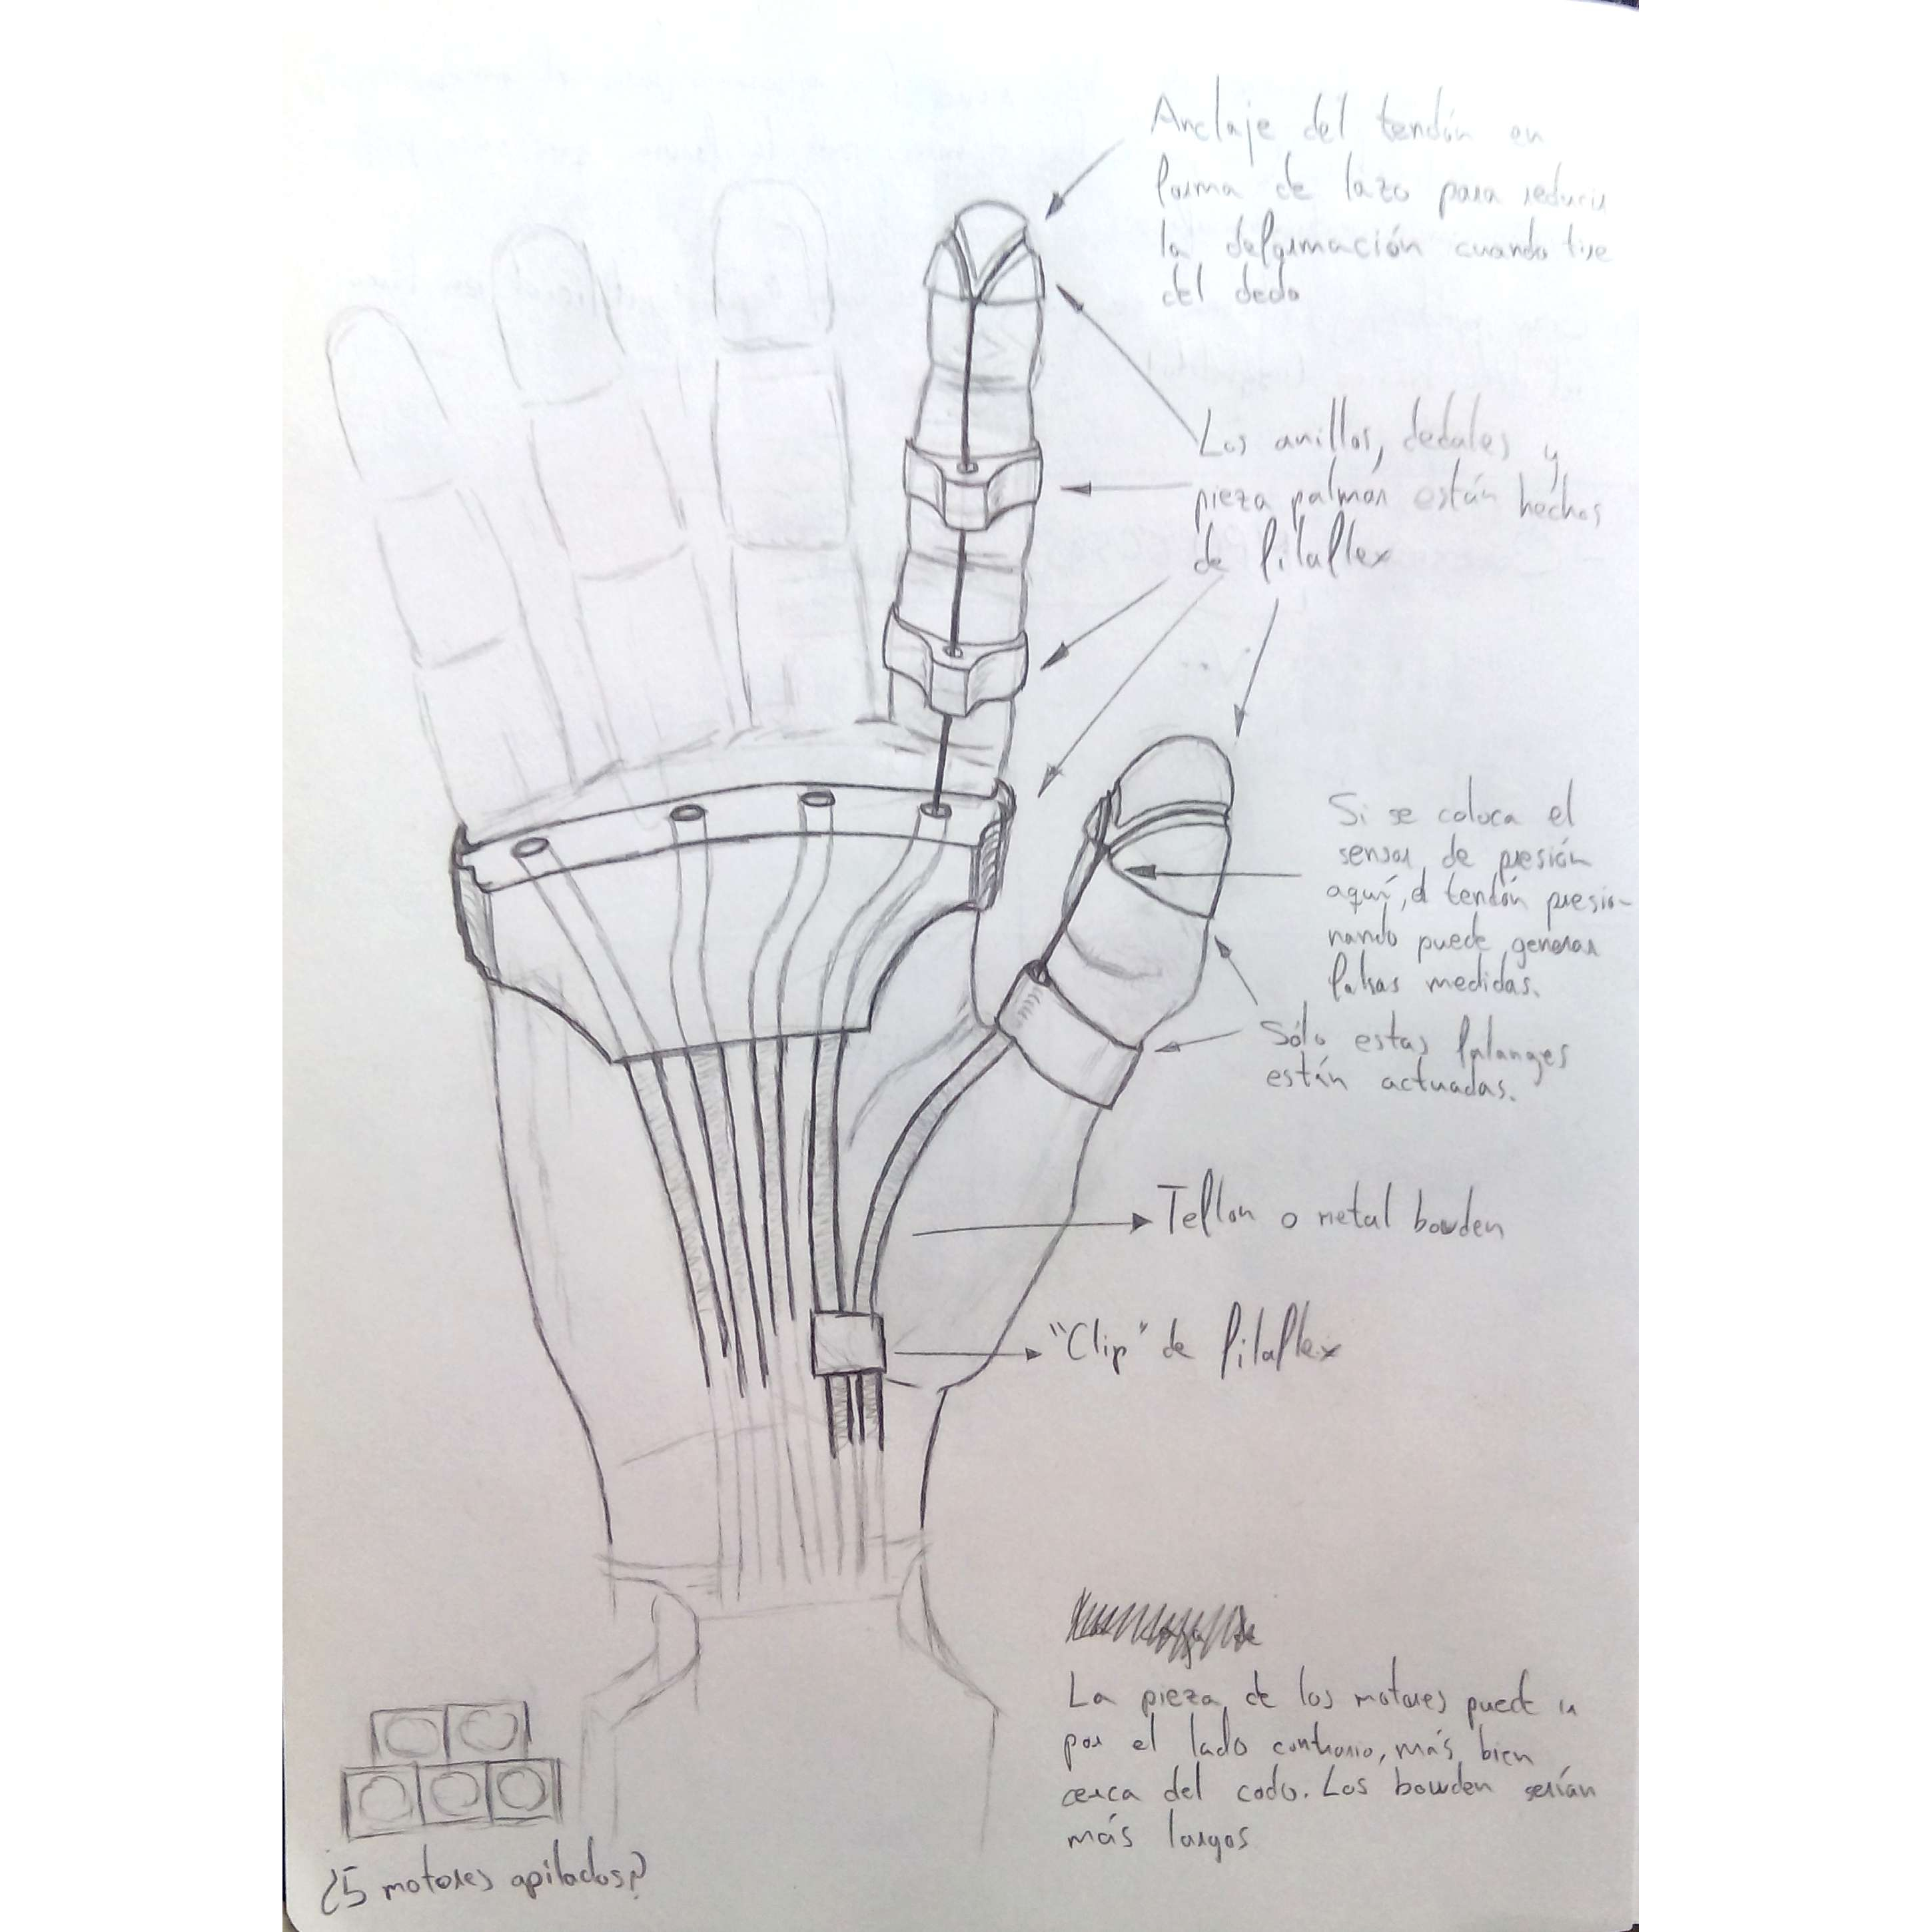 Anclaje del tendón en
forma de lazo para reducir
la deformación cuando tire
del dedo
Los anillos, dedales y
pieza palmar están hechos
de filaflex
Si se coloca el
sensor de presión
aquí, el tendón presio-
nando puede generar
falsas medidas.
Sólo estas falanges
están actuadas.
Teflon o metal bowden
"Clip" de filaflex
La pieza de los motores puede ir
por el lado contrario, más bien
cerca del codo. Los bowden serían
más largos
¿5 motores apilados?